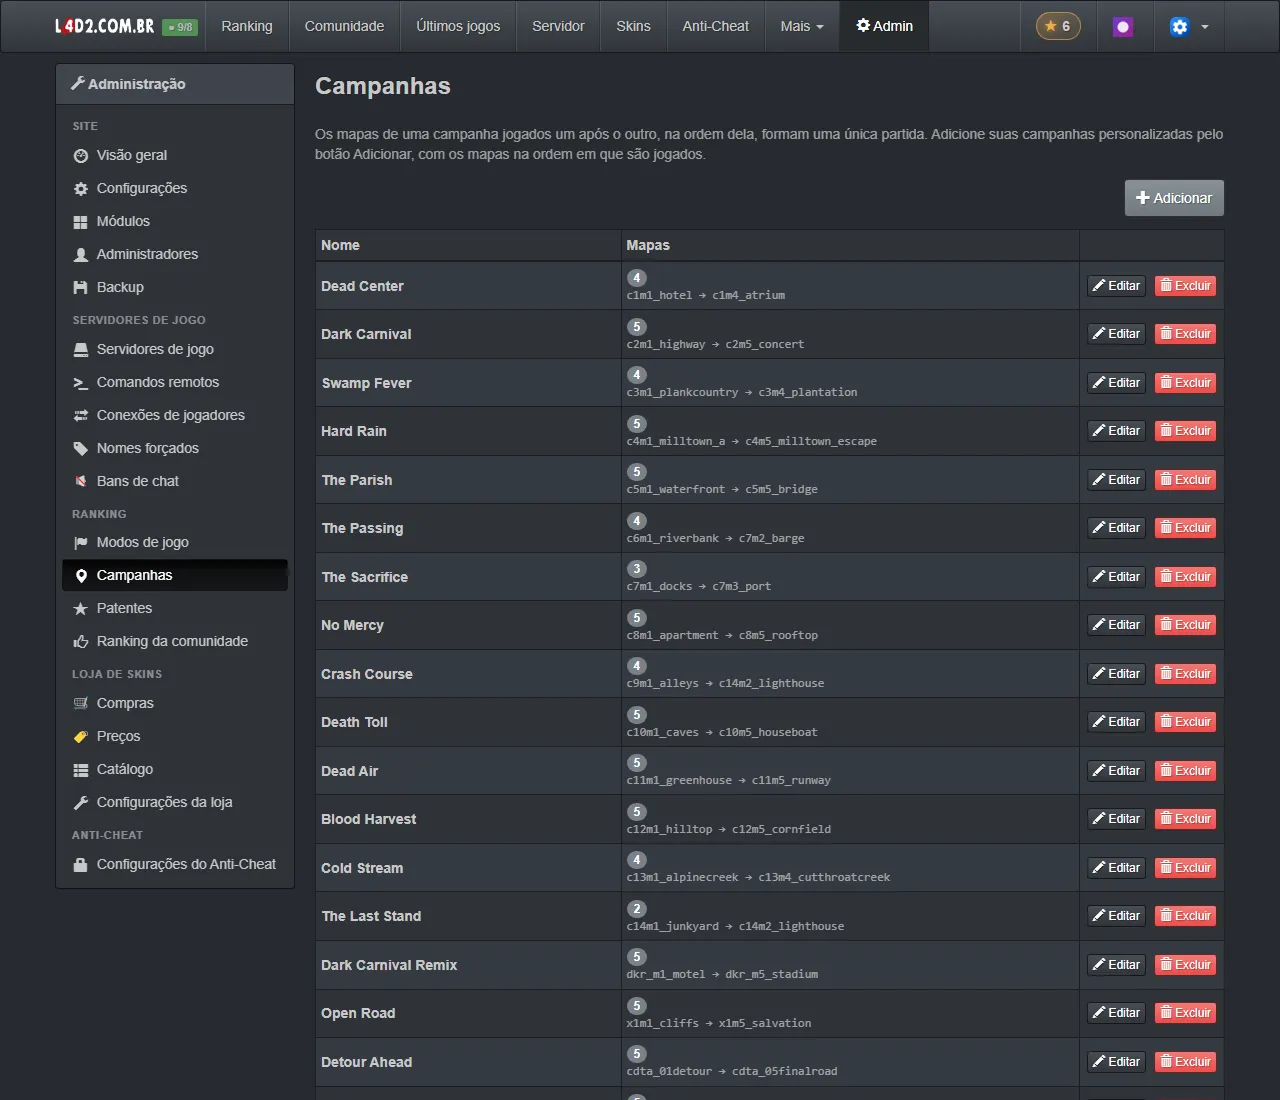 L4D2.COM.BR 9/8 Ranking Comunidade Últimos jogos Servidor Skins Anti-Cheat Mais Admin 6
Administração
SITE
Visão geral
Configurações
Módulos
Administradores
Backup
SERVIDORES DE JOGO
Servidores de jogo
Comandos remotos
Conexões de jogadores
Nomes forçados
Bans de chat
RANKING
Modos de jogo
Campanhas
Patentes
Ranking da comunidade
LOJA DE SKINS
Compras
Preços
Catálogo
Configurações da loja
ANTI-CHEAT
Configurações do Anti-Cheat
Campanhas
Os mapas de uma campanha jogados um após o outro, na ordem dela, formam uma única partida. Adicione suas campanhas personalizadas pelo
botão Adicionar, com os mapas na ordem em que são jogados.
Adicionar
Nome Mapas
Dead Center 4 Editar Excluir
c1m1_hotel → c1m4_atrium
Dark Carnival 5 Editar Excluir
c2m1_highway → c2m5_concert
Swamp Fever 4 Editar Excluir
c3m1_plankcountry → c3m4_plantation
Hard Rain 5 Editar Excluir
c4m1_milltown_a → c4m5_milltown_escape
The Parish 5 Editar Excluir
c5m1_waterfront → c5m5_bridge
The Passing 4 Editar Excluir
c6m1_riverbank → c7m2_barge
The Sacrifice 3 Editar Excluir
c7m1_docks → c7m3_port
No Mercy 5 Editar Excluir
c8m1_apartment → c8m5_rooftop
Crash Course 4 Editar Excluir
c9m1_alleys → c14m2_lighthouse
Death Toll 5 Editar Excluir
c10m1_caves → c10m5_houseboat
Dead Air 5 Editar Excluir
c11m1_greenhouse → c11m5_runway
Blood Harvest 5 Editar Excluir
c12m1_hilltop → c12m5_cornfield
Cold Stream 4 Editar Excluir
c13m1_alpinecreek → c13m4_cutthroatcreek
The Last Stand 2 Editar Excluir
c14m1_junkyard → c14m2_lighthouse
Dark Carnival Remix 5 Editar Excluir
dkr_m1_motel → dkr_m5_stadium
Open Road 5 Editar Excluir
x1m1_cliffs → x1m5_salvation
Detour Ahead 5 Editar Excluir
cdta_01detour → cdta_05finalroad